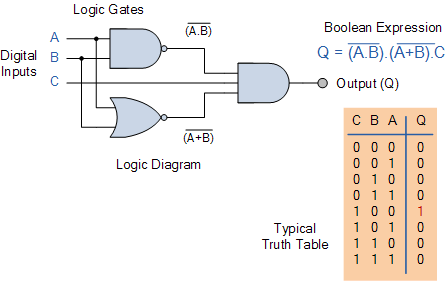 Logic Gates
(A̅.̅B̅)
Boolean Expression
Q = (A̅.̅B̅).(A̅+̅B̅).C
A
Digital
Inputs
B
C
Output (Q)
(A̅+̅B̅)
Logic Diagram
C B A Q
0 0 0 0
0 0 1 0
0 1 0 0
0 1 1 0
1 0 0 1
1 0 1 0
1 1 0 0
1 1 1 0
Typical
Truth Table